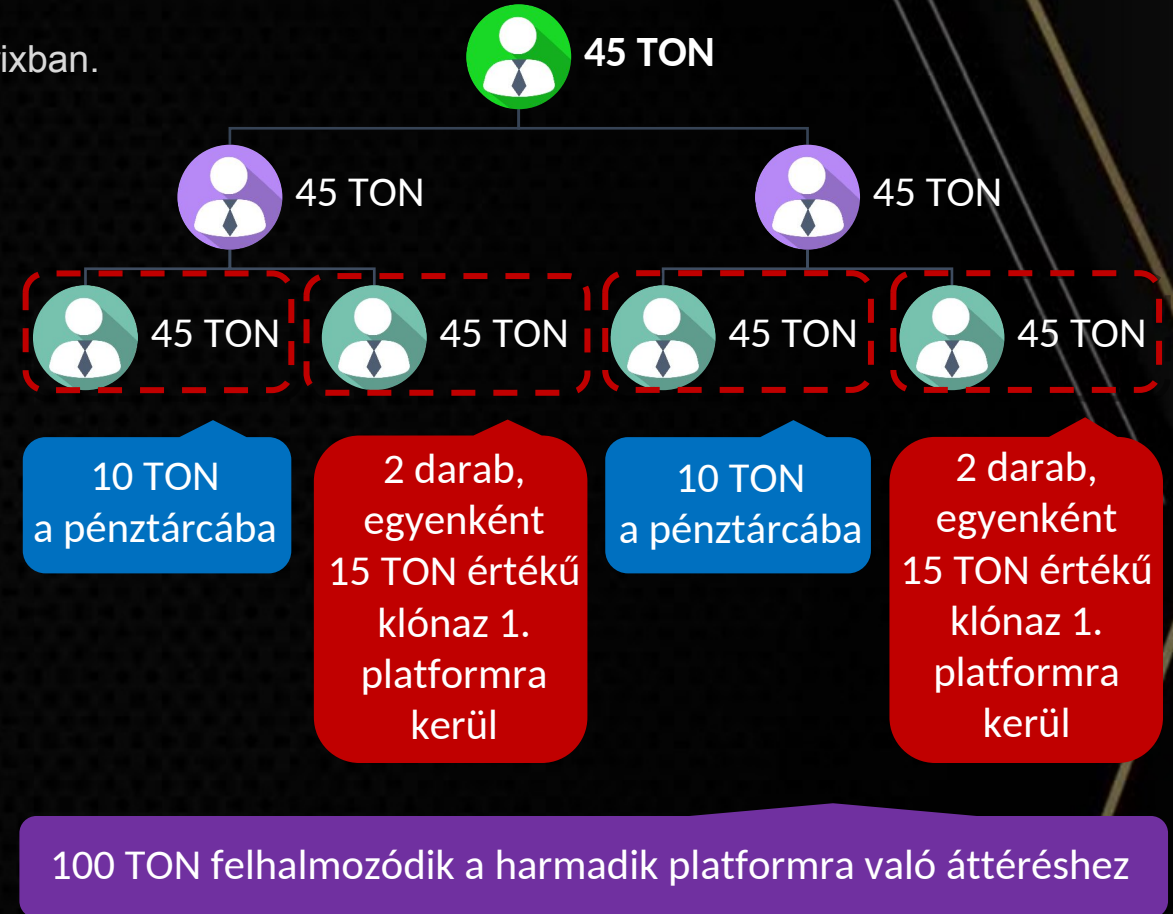 ixban.
45 TON
45 TON
45 TON
45 TON
45 TON
45 TON
45 TON
10 TON
a pénztárcába
2 darab,
egyenként
15 TON értékű
klónaz 1.
platformra
kerül
10 TON
a pénztárcába
2 darab,
egyenként
15 TON értékű
klónaz 1.
platformra
kerül
100 TON felhalmozódik a harmadik platformra való áttéréshez